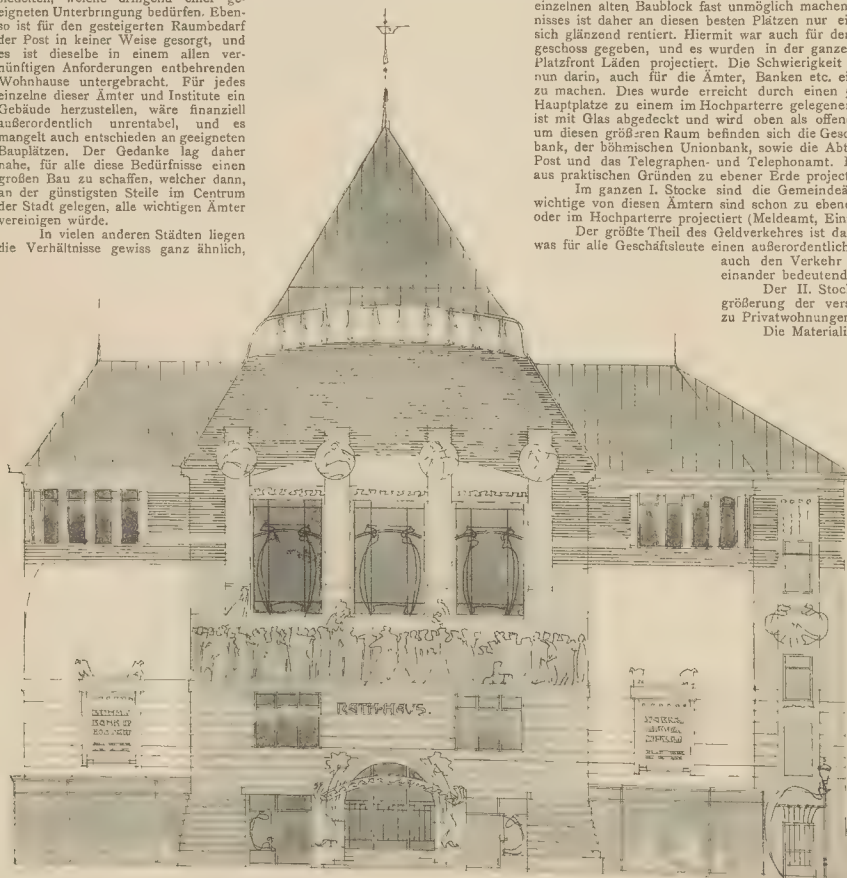 eigneten Unterbringung bedürfen. Eben-
so ist für den gesteigerten Raumbedarf
der Post in keiner Weise gesorgt, und
es ist dieselbe in einem allen ver-
nünftigen Anforderungen entbehrenden
Wohnhause untergebracht. Für jedes
einzelne dieser Ämter und Institute ein
Gebäude herzustellen, wäre finanziell
außerordentlich unrentabel, und es
mangelt auch entschieden an geeigneten
Bauplätzen. Der Gedanke lag daher
nahe, für alle diese Bedürfnisse einen
großen Bau zu schaffen, welcher dann,
an der günstigsten Stelle im Centrum
der Stadt gelegen, alle wichtigen Ämter
vereinigen würde.
In vielen anderen Städten liegen
die Verhältnisse gewiss ganz ähnlich,
einzelnen alten Baublock fast unmöglich machen
nisses ist daher an diesen besten Plätzen nur ei
sich glänzend rentiert. Hiermit war auch für den
geschoss gegeben, und es wurden in der ganze
Platzfront Läden projectiert. Die Schwierigkeit
nun darin, auch für die Ämter, Banken etc. ei
zu machen. Dies wurde erreicht durch einen
Hauptplatze zu einem im Hochparterre gelegene
ist mit Glas abgedeckt und wird oben als offen
um diesen größeren Raum befinden sich die Gesc
bank, der böhmischen Unionbank, sowie die Abt
Post und das Telegraphen- und Telephonamt.
aus praktischen Gründen zu ebener Erde project
Im ganzen I. Stocke sind die Gemeindeä
wichtige von diesen Ämtern sind schon zu ebene
oder im Hochparterre projectiert (Meldeamt, Ein
Der größte Theil des Geldverkehres ist da
was für alle Geschäftsleute einen außerordentlich
auch den Verkehr
einander bedeutend
Der II. Stoc
größerung der vers
zu Privatwohnungen
Die Materiali
RATHHAUS.